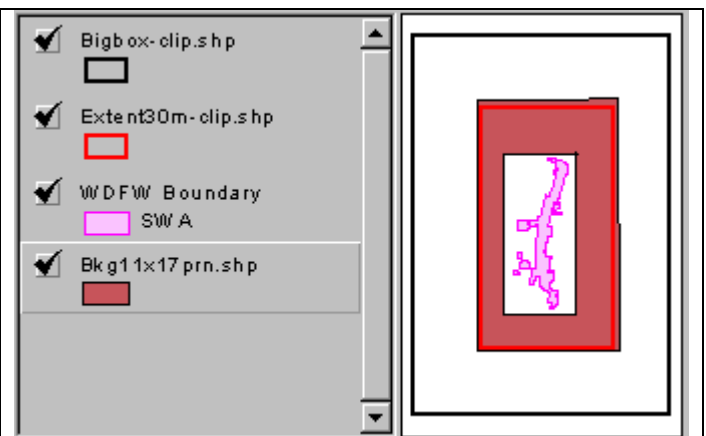 Bigbox-clip.shp
Extent30m-clip.shp
WDFW Boundary
SWA
Bkg11x17prn.shp